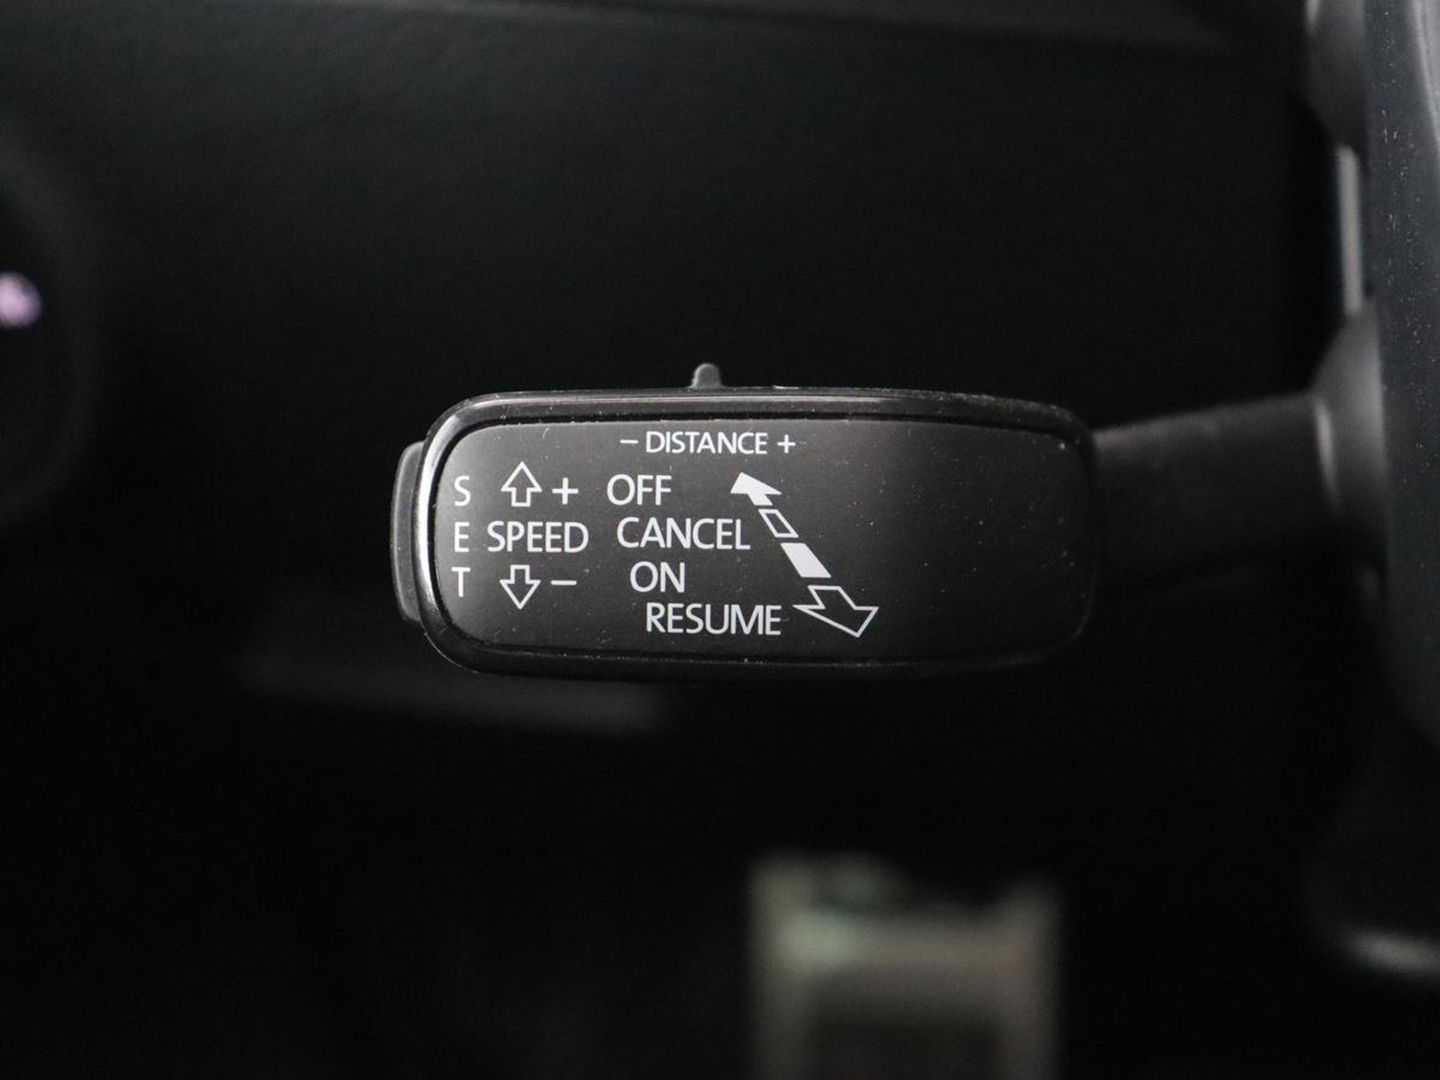 − DISTANCE +
S + OFF
E SPEED CANCEL
T − ON
RESUME